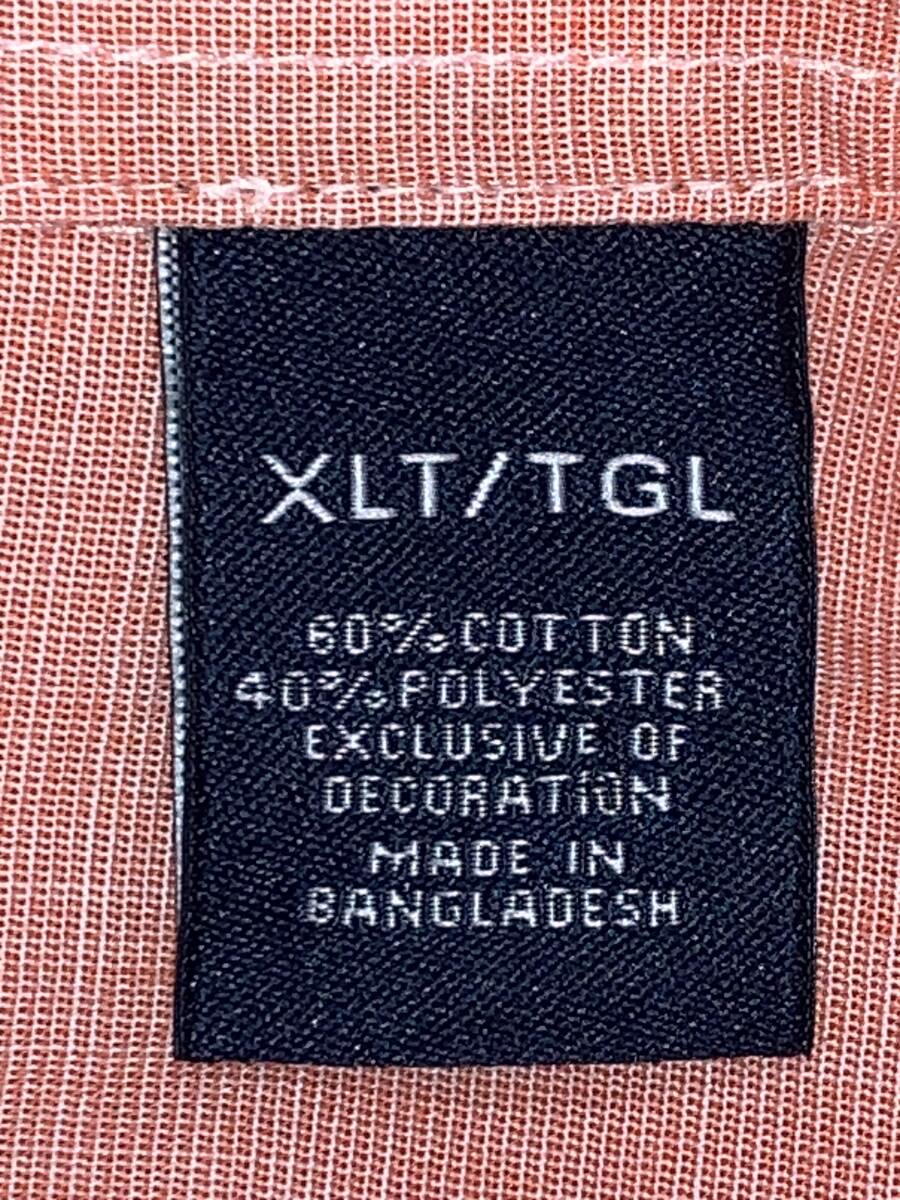 XLT/TGL
60%COTTON
40%POLYESTER
EXCLUSIVE OF
DECORATION
MADE IN
BANGLADESH